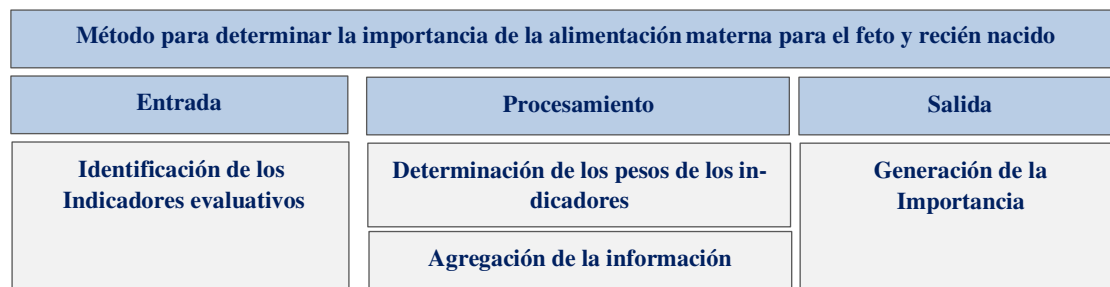 Método para determinar la importancia de la alimentación materna para el feto y recién nacido
Entrada
Procesamiento
Salida
Identificación de los
Indicadores evaluativos
Determinación de los pesos de los in-
dicadores
Agregación de la información
Generación de la
Importancia